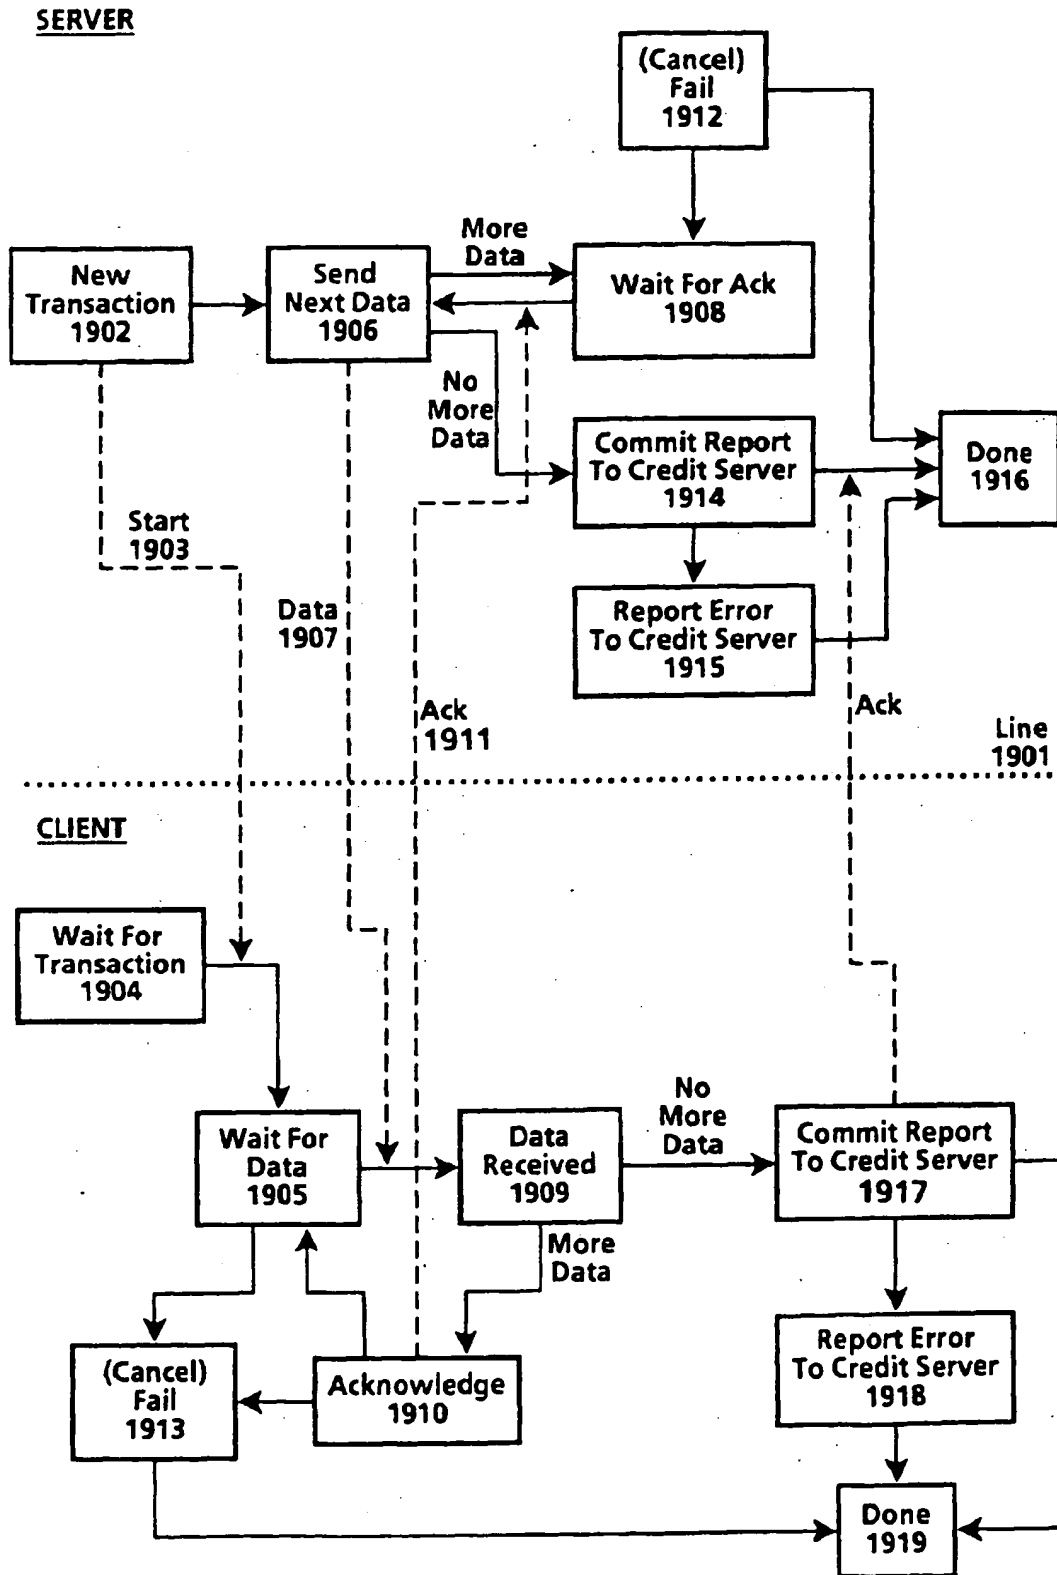 SERVER
(Cancel)
Fail
1912
New
Transaction
1902
Send
Next Data
1906
More
Data
Wait For Ack
1908
No
More
Data
Commit Report
To Credit Server
1914
Done
1916
Start
1903
Data
1907
Report Error
To Credit Server
1915
Ack
1911
Ack
Line
1901
CLIENT
Wait For
Transaction
1904
Wait For
Data
1905
Data
Received
1909
No
More
Data
Commit Report
To Credit Server
1917
More
Data
(Cancel)
Fail
1913
Acknowledge
1910
Report Error
To Credit Server
1918
Done
1919